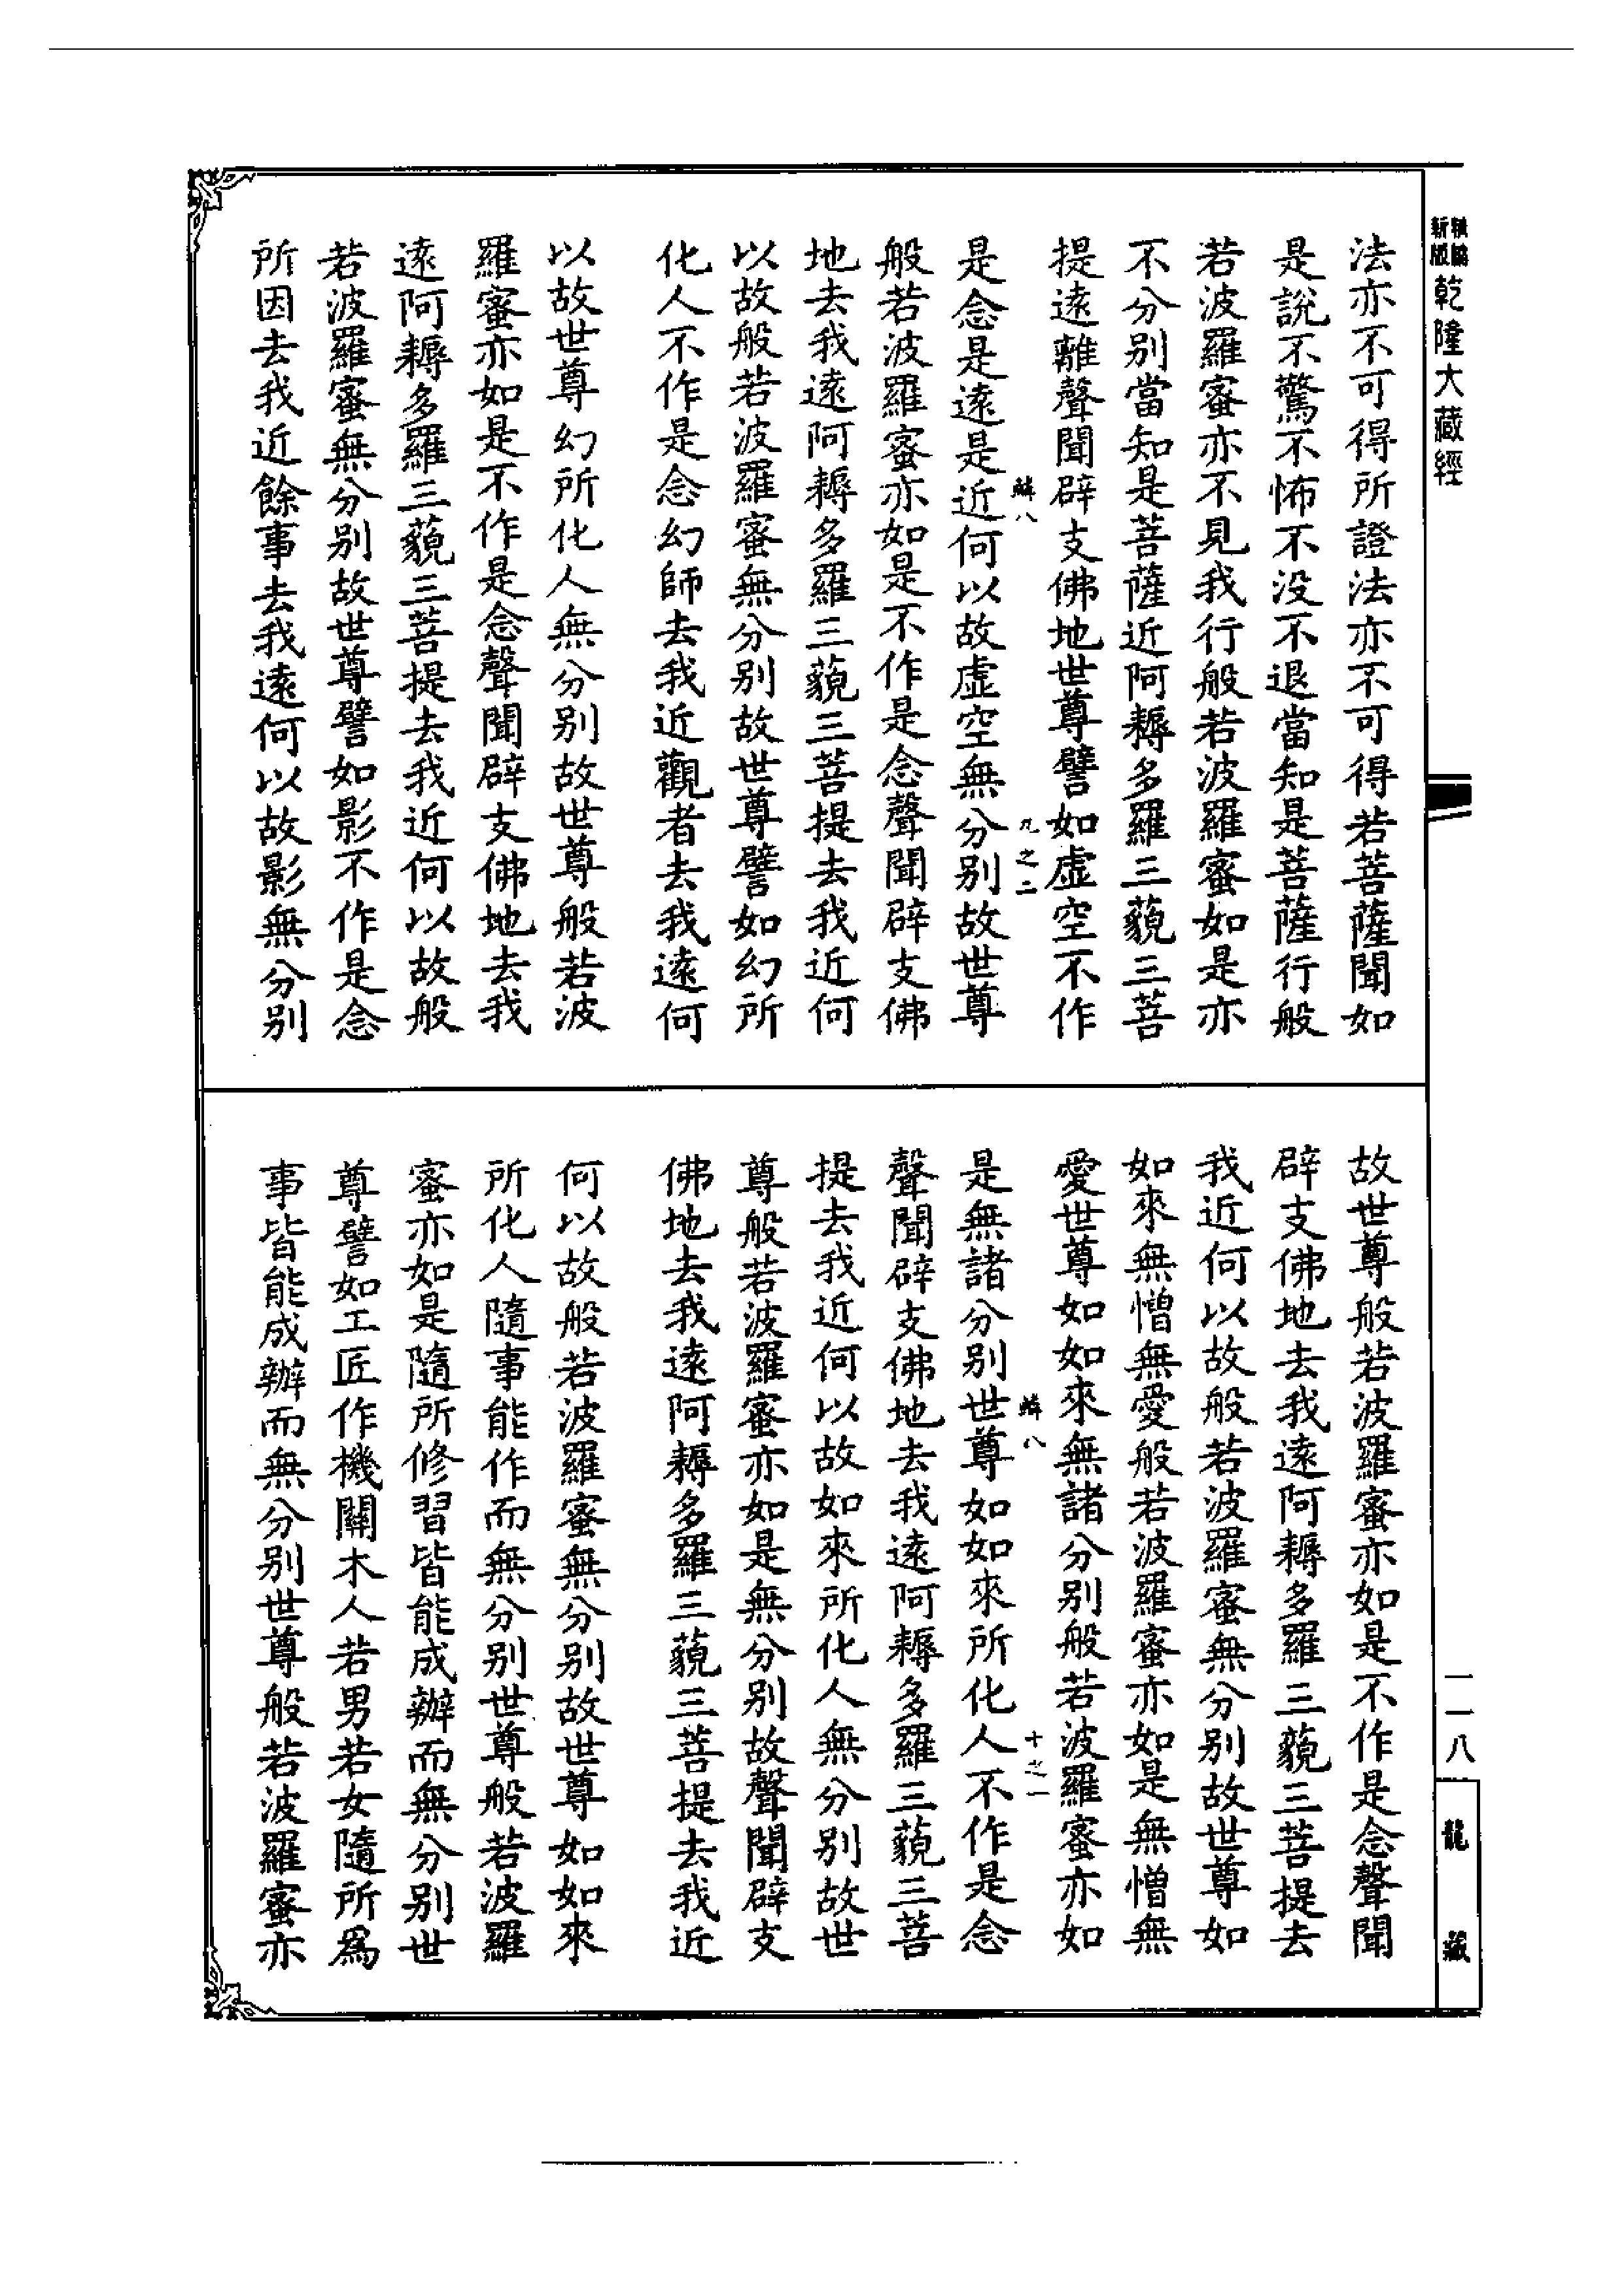 新版
乾隆大藏經
法亦不可得所證法亦不可得若菩薩聞如
是說不驚不怖不没不退當知是菩薩行般
若波羅蜜亦不見我行般若波羅蜜如是亦
不分别當知是菩薩近阿耨多羅三藐三菩
提遠離聲聞辟支佛地世尊譬如虛空不作
鱗八
九之二
是念是遠是近何以故虛空無分别故世尊
般若波羅蜜亦如是不作是念聲聞辟支佛
地去我遠阿耨多羅三藐三菩提去我近何
以故般若波羅蜜無分别故世尊譬如幻所
化人不作是念幻師去我近觀者去我遠何
以故世尊幻所化人無分别故世尊般若波
羅蜜亦如是不作是念聲聞辟支佛地去我
遠阿耨多羅三藐三菩提去我近何以故般
若波羅蜜無分别故世尊譬如影不作是念
所因去我近餘事去我遠何以故影無分别
故世尊般若波羅蜜亦如是不作是念聲聞
辟支佛地去我遠阿耨多羅三藐三菩提去
我近何以故般若波羅蜜無分别故世尊如
如來無憎無愛般若波羅蜜亦如是無憎無
愛世尊如如來無諸分别般若波羅蜜亦如
鱗八
十之一
是無諸分别世尊如如來所化人不作是念
聲聞辟支佛地去我遠阿耨多羅三藐三菩
提去我近何以故如來所化人無分别故世
尊般若波羅蜜亦如是無分别故聲聞辟支
佛地去我遠阿耨多羅三藐三菩提去我近
何以故般若波羅蜜無分别故世尊如如來
所化人隨事能作而無分别世尊般若波羅
蜜亦如是隨所修習皆能成辦而無分别世
尊譬如工匠作機關木人若男若女隨所為
事皆能成辦而無分别世尊般若波羅蜜亦
一一八
龍藏